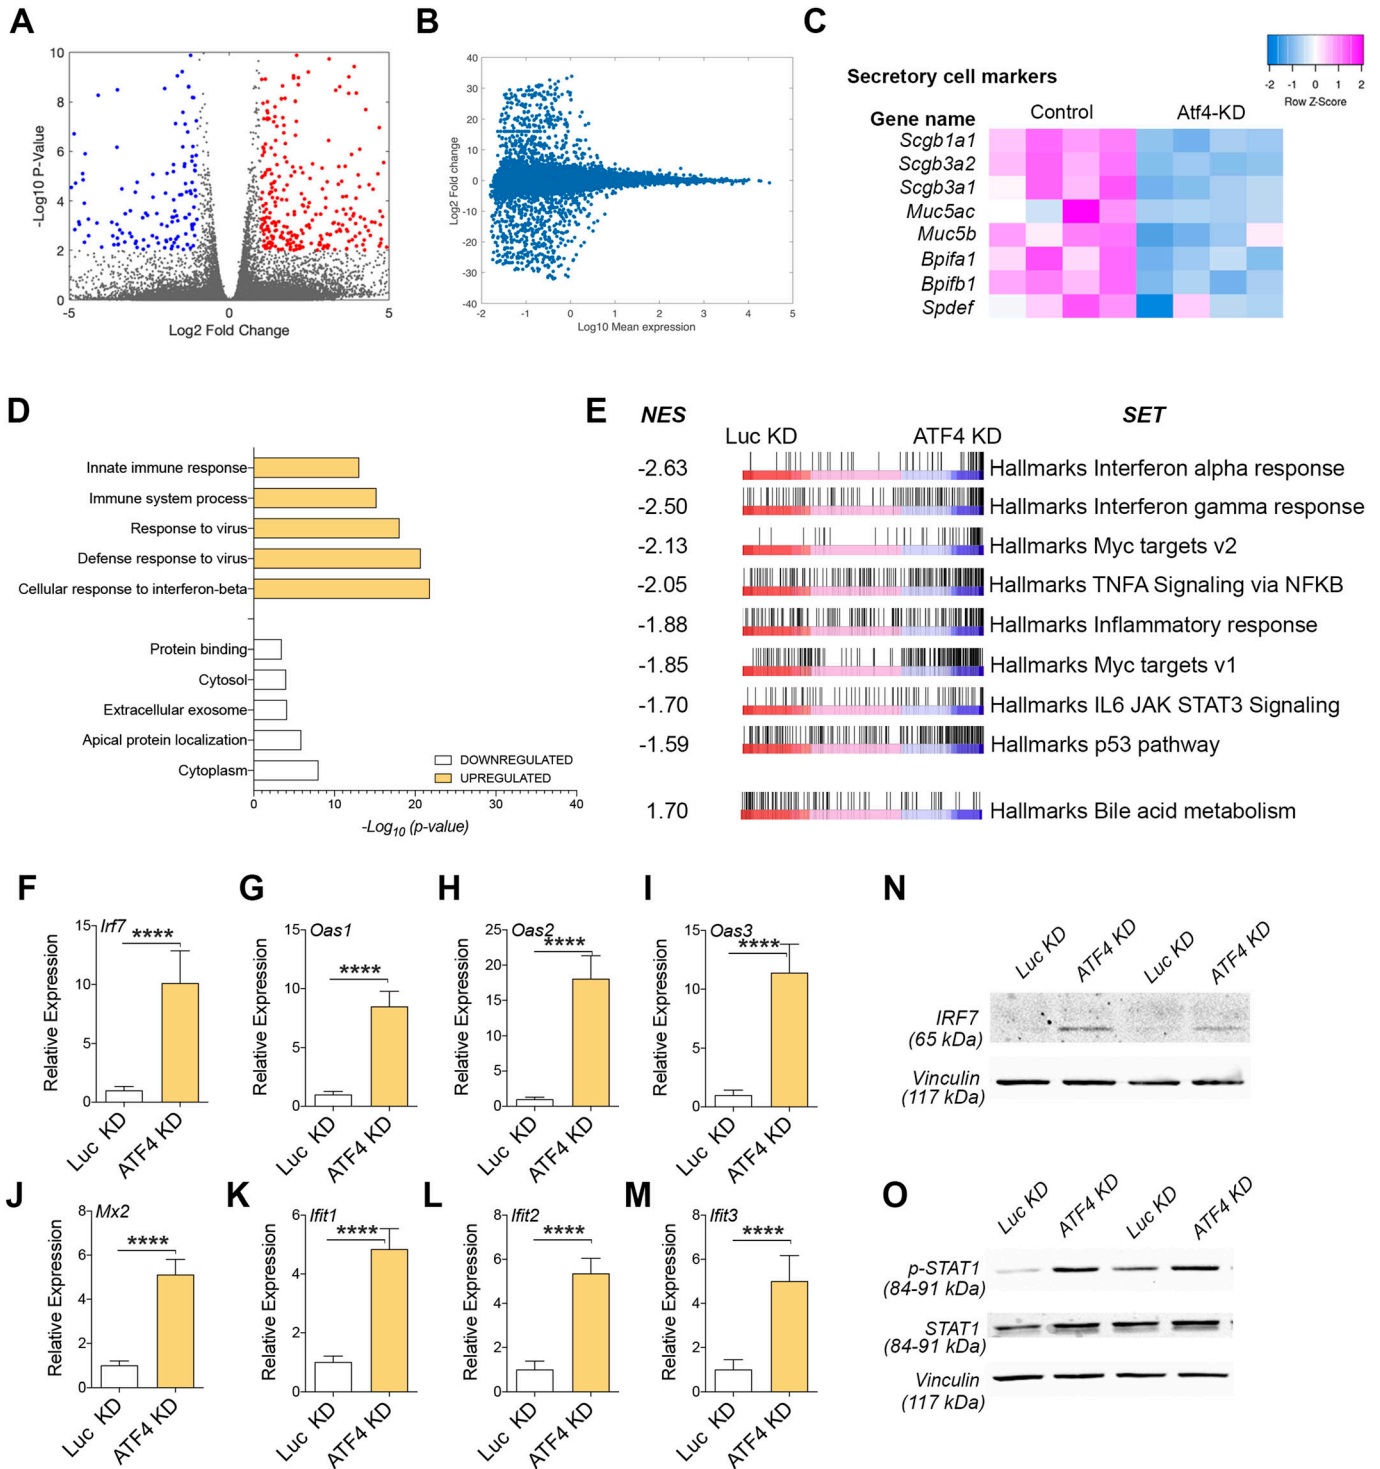 A
10
8
6
4
2
0
-5
0
5
-Log10 P-Value
Log2 Fold Change
B
40
30
20
10
0
-10
-20
-30
-40
-2
-1
0
1
2
3
4
5
Log2 Fold change
Log10 Mean expression
C
-2 -1 0 1 2
Row Z-Score
Secretory cell markers
Gene name
Control
Atf4-KD
Scgb1a1
Scgb3a2
Scgb3a1
Muc5ac
Muc5b
Bpifa1
Bpifb1
Spdef
D
Innate immune response
Immune system process
Response to virus
Defense response to virus
Cellular response to interferon-beta
Protein binding
Cytosol
Extracellular exosome
Apical protein localization
Cytoplasm
DOWNREGULATED
UPREGULATED
0 10 20 30 40
-Log10 (p-value)
E
NES
SET
Luc KD
ATF4 KD
-2.63 Hallmarks Interferon alpha response
-2.50 Hallmarks Interferon gamma response
-2.13 Hallmarks Myc targets v2
-2.05 Hallmarks TNFA Signaling via NFKB
-1.88 Hallmarks Inflammatory response
-1.85 Hallmarks Myc targets v1
-1.70 Hallmarks IL6 JAK STAT3 Signaling
-1.59 Hallmarks p53 pathway
1.70 Hallmarks Bile acid metabolism
F
Irf7
****
Relative Expression
15
10
5
0
Luc KD
ATF4 KD
G
Oas1
****
Relative Expression
15
10
5
0
Luc KD
ATF4 KD
H
Oas2
****
Relative Expression
25
20
15
10
5
0
Luc KD
ATF4 KD
I
Oas3
****
Relative Expression
15
10
5
0
Luc KD
ATF4 KD
N
Luc KD
ATF4 KD
Luc KD
ATF4 KD
IRF7
(65 kDa)
Vinculin
(117 kDa)
J
Mx2
****
Relative Expression
8
6
4
2
0
Luc KD
ATF4 KD
K
Ifit1
****
Relative Expression
6
4
2
0
Luc KD
ATF4 KD
L
Ifit2
****
Relative Expression
8
6
4
2
0
Luc KD
ATF4 KD
M
Ifit3
****
Relative Expression
8
6
4
2
0
Luc KD
ATF4 KD
O
Luc KD
ATF4 KD
Luc KD
ATF4 KD
p-STAT1
(84-91 kDa)
STAT1
(84-91 kDa)
Vinculin
(117 kDa)